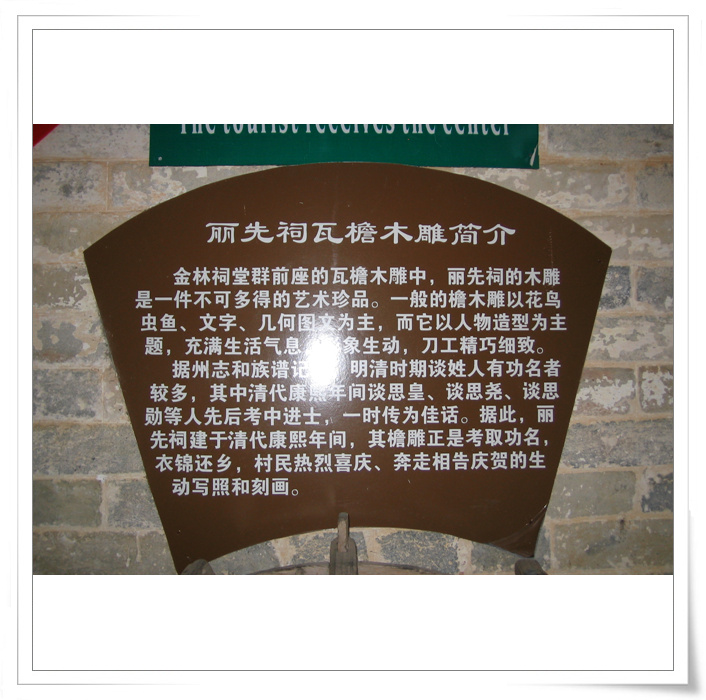 The tourist receives the center
丽先祠瓦檐木雕简介
金林祠堂群前座的瓦檐木雕中，丽先祠的木雕
是一件不可多得的艺术珍品。一般的檐木雕以花鸟
虫鱼、文字、几何图文为主，而它以人物造型为主
题，充满生活气息，象生动，刀工精巧细致。
据州志和族谱记，明清时期谈姓人有功名者
较多，其中清代康熙年间谈思皇、谈思尧、谈思
勋等人先后考中进士，一时传为佳话。据此，丽
先祠建于清代康熙年间，其檐雕正是考取功名，
衣锦还乡，村民热烈喜庆、奔走相告庆贺的生
动写照和刻画。